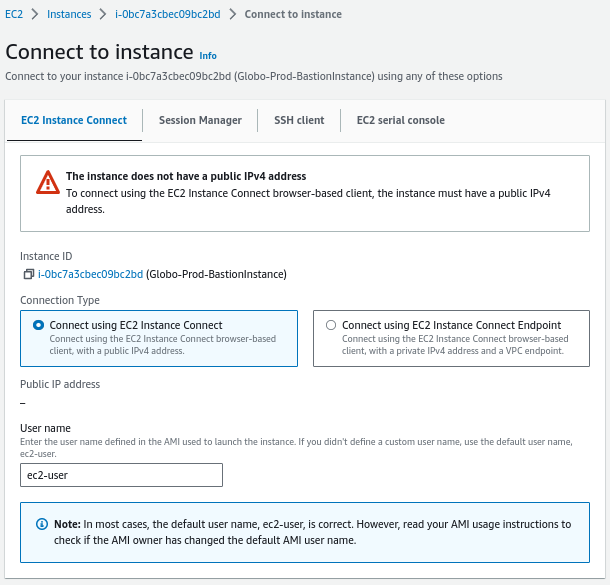 EC2 > Instances > i-0bc7a3cbec09bc2bd > Connect to instance
Connect to instance Info
Connect to your instance i-0bc7a3cbec09bc2bd (Globo-Prod-BastionInstance) using any of these options
EC2 Instance Connect Session Manager SSH client EC2 serial console
The instance does not have a public IPv4 address
To connect using the EC2 Instance Connect browser-based client, the instance must have a public IPv4
address.
Instance ID
i-0bc7a3cbec09bc2bd (Globo-Prod-BastionInstance)
Connection Type
Connect using EC2 Instance Connect
Connect using the EC2 Instance Connect browser-based
client, with a public IPv4 address.
Connect using EC2 Instance Connect Endpoint
Connect using the EC2 Instance Connect browser-based
client, with a private IPv4 address and a VPC endpoint.
Public IP address
–
User name
Enter the user name defined in the AMI used to launch the instance. If you didn't define a custom user name, use the default user name,
ec2-user.
ec2-user
Note: In most cases, the default user name, ec2-user, is correct. However, read your AMI usage instructions to
check if the AMI owner has changed the default AMI user name.